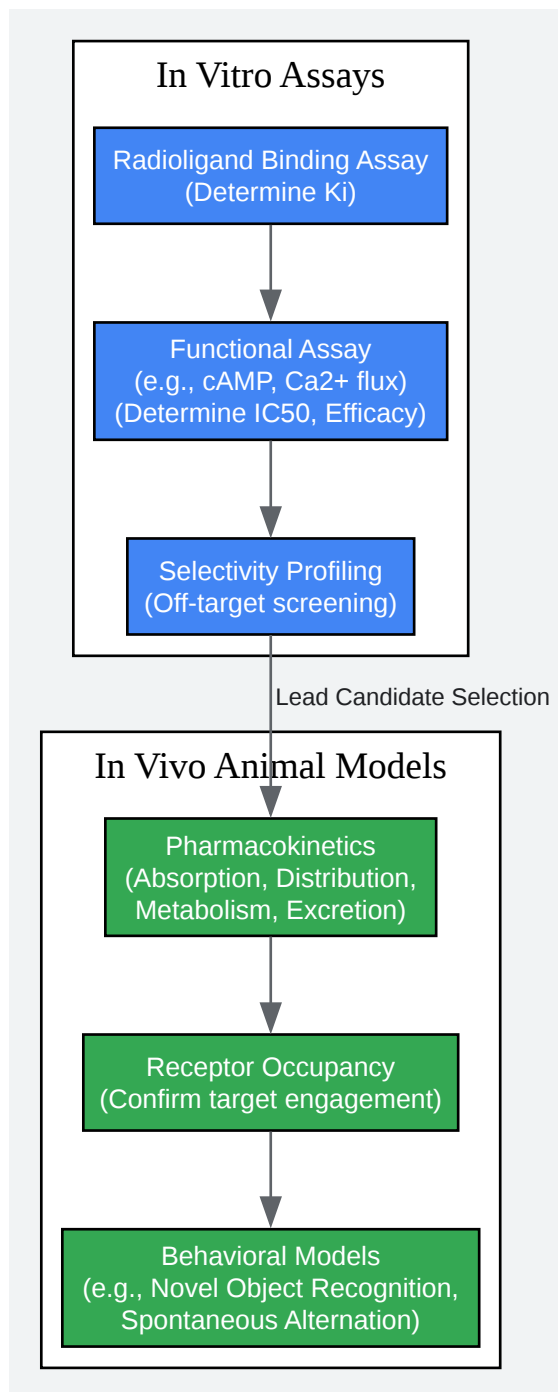 In Vitro Assays
Radioligand Binding Assay
(Determine Ki)
Functional Assay
(e.g., cAMP, Ca2+ flux)
(Determine IC50, Efficacy)
Selectivity Profiling
(Off-target screening)
Lead Candidate Selection
In Vivo Animal Models
Pharmacokinetics
(Absorption, Distribution,
Metabolism, Excretion)
Receptor Occupancy
(Confirm target engagement)
Behavioral Models
(e.g., Novel Object Recognition,
Spontaneous Alternation)